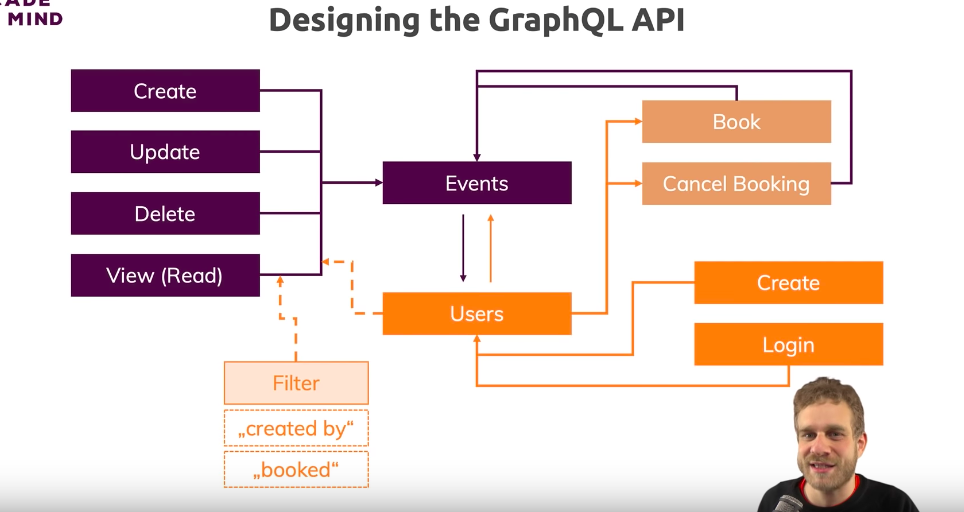 MIND
Designing the GraphQL API
Create
Update
Delete
View (Read)
Events
Users
Book
Cancel Booking
Create
Login
Filter
„created by“
„booked“